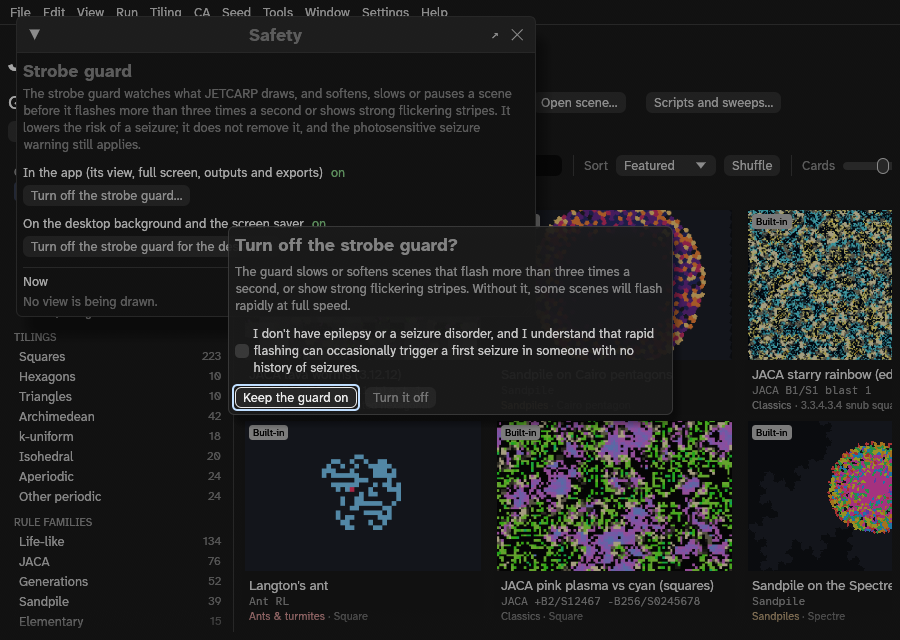 File Edit View Run Tiling CA Seed Tools Window Settings Help
Safety
Strobe guard
The strobe guard watches what JETCARP draws, and softens, slows or pauses a scene
before it flashes more than three times a second or shows strong flickering stripes. It
lowers the risk of a seizure; it does not remove it, and the photosensitive seizure
warning still applies.
In the app (its view, full screen, outputs and exports) on
Turn off the strobe guard...
On the desktop background and the screen saver on
Turn off the strobe guard for the de
Now
No view is being drawn.
Open scene...
Scripts and sweeps...
Sort Featured Shuffle Cards
Turn off the strobe guard?
The guard slows or softens scenes that flash more than three times a
second, or show strong flickering stripes. Without it, some scenes will flash
rapidly at full speed.
I don't have epilepsy or a seizure disorder, and I understand that rapid
flashing can occasionally trigger a first seizure in someone with no
history of seizures.
Keep the guard on
Turn it off
TILINGS
Squares 223
Hexagons 10
Triangles 10
Archimedean 42
k-uniform 18
Isohedral 20
Aperiodic 24
Other periodic 24
RULE FAMILIES
Life-like 134
JACA 76
Generations 52
Sandpile 39
Elementary 15
Sandpile on Cairo pentagons
Built-in
JACA starry rainbow (ed
JACA B1/S1 blast 1
Classics · 3.3.4.3.4 snub squa
Built-in
Langton's ant
Ant RL
Ants & turmites · Square
Built-in
JACA pink plasma vs cyan (squares)
JACA +B2/S12467 -B256/S0245678
Classics · Square
Built-in
Sandpile on the Spectre
Sandpile
Sandpiles · Spectre